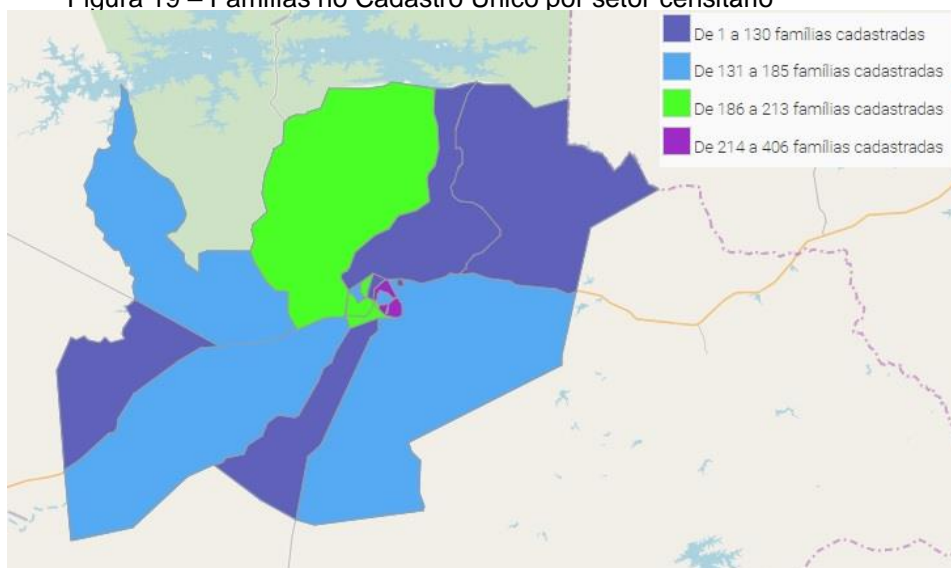 Figura 19 – Famílias no Cadastro Único por setor censitário
De 1 a 130 famílias cadastradas
De 131 a 185 famílias cadastradas
De 186 a 213 famílias cadastradas
De 214 a 406 famílias cadastradas